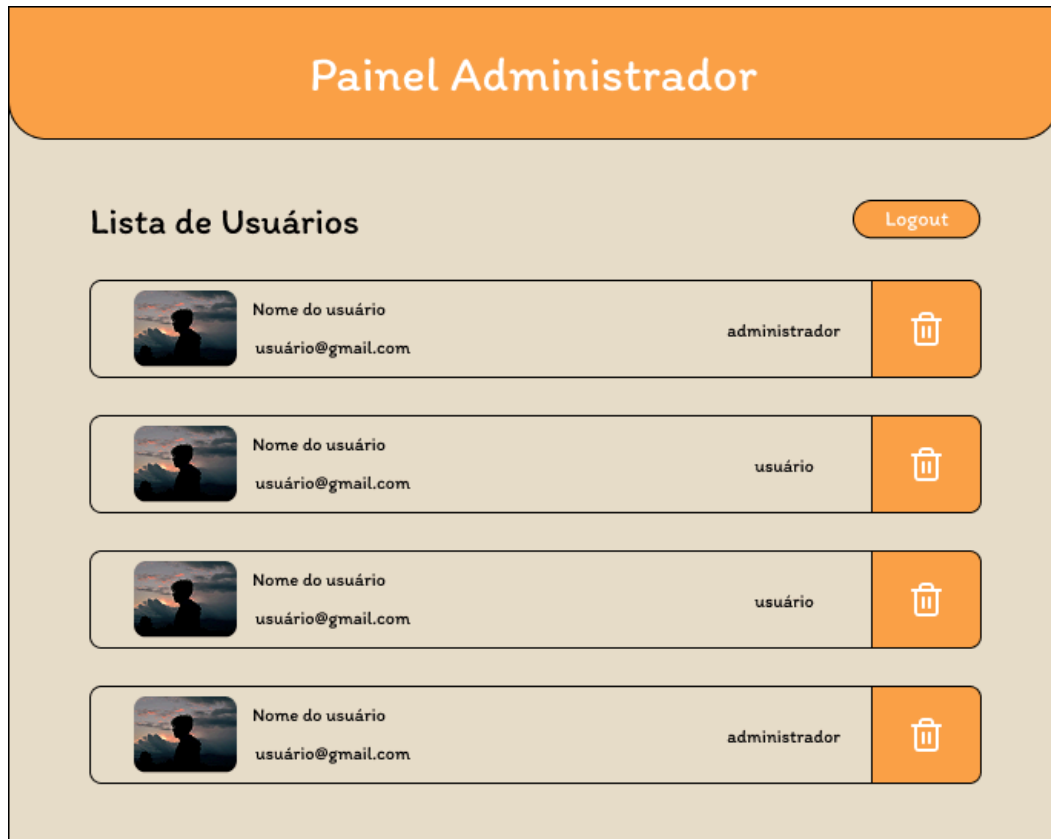 Painel Administrador
Lista de Usuários
Logout
Nome do usuário
usuário@gmail.com
administrador
Nome do usuário
usuário@gmail.com
usuário
Nome do usuário
usuário@gmail.com
usuário
Nome do usuário
usuário@gmail.com
administrador